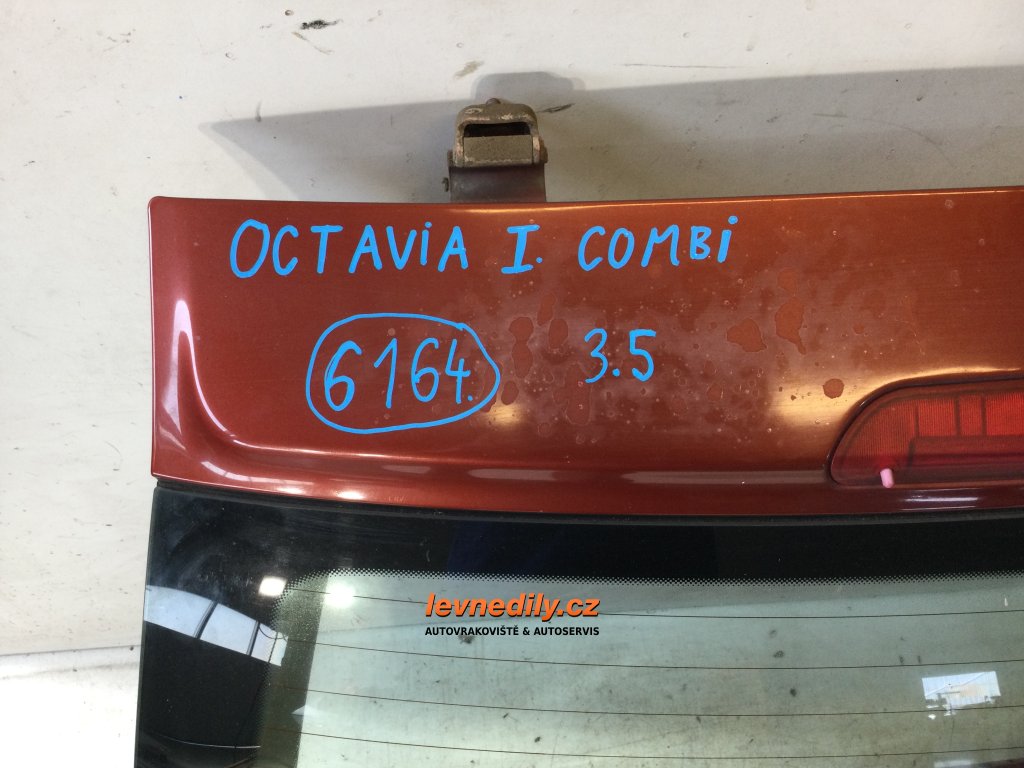 OCTAViA I. COMBi
6164. 3.5
levnedily.cz
AUTOVRAKOVIŠTĚ & AUTOSERVIS